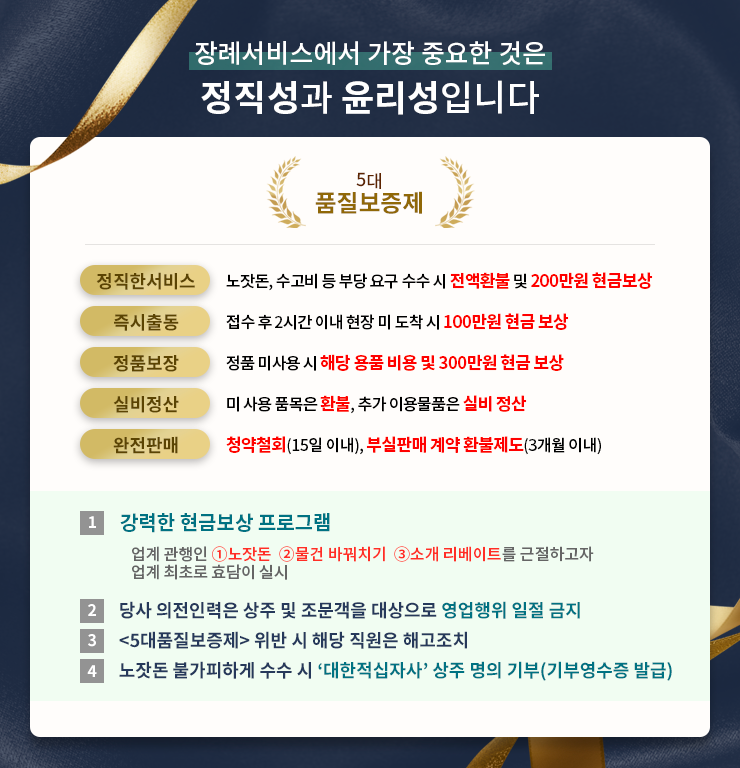 장례서비스에서 가장 중요한 것은
정직성과 윤리성입니다
5대
품질보증제
정직한서비스 노잣돈, 수고비 등 부당 요구 수수 시 전액환불 및 200만원 현금보상
즉시출동 접수 후 2시간 이내 현장 미 도착 시 100만원 현금 보상
정품보장 정품 미사용 시 해당 용품 비용 및 300만원 현금 보상
실비정산 미 사용 품목은 환불, 추가 이용물품은 실비 정산
완전판매 청약철회(15일 이내), 부실판매 계약 환불제도(3개월 이내)
1 강력한 현금보상 프로그램
업계 관행인 ①노잣돈 ②물건 바꿔치기 ③소개 리베이트를 근절하고자
업계 최초로 효담이 실시
2 당사 의전인력은 상주 및 조문객을 대상으로 영업행위 일절 금지
3 <5대품질보증제> 위반 시 해당 직원은 해고조치
4 노잣돈 불가피하게 수수 시 ‘대한적십자사’ 상주 명의 기부(기부영수증 발급)